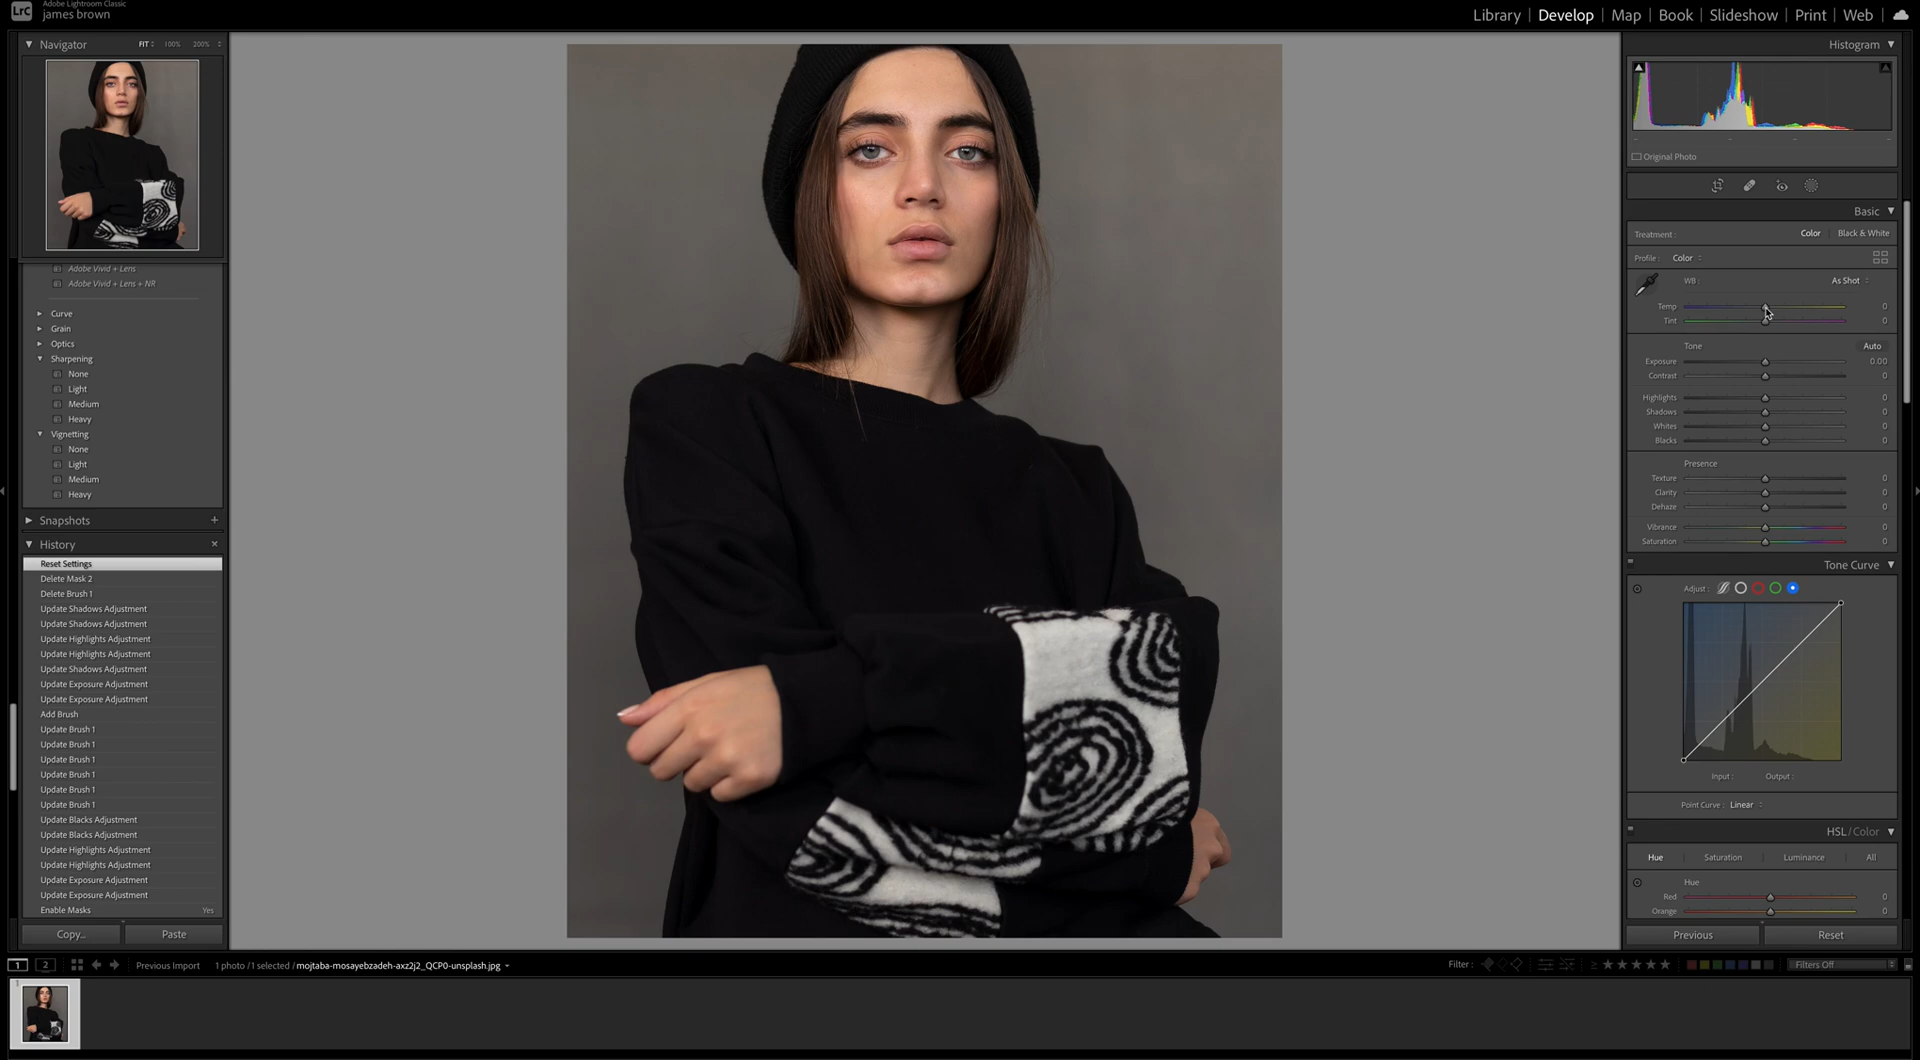 LrC
Adobe Lightroom Classic
james brown
Library | Develop | Map | Book | Slideshow | Print | Web
Navigator FIT 100% 200%
Adobe Vivid + Lens
Adobe Vivid + Lens + NR
Curve
Grain
Optics
Sharpening
None
Light
Medium
Heavy
Vignetting
None
Light
Medium
Heavy
Snapshots +
History
Reset Settings
Delete Mask 2
Delete Brush 1
Update Shadows Adjustment
Update Shadows Adjustment
Update Highlights Adjustment
Update Highlights Adjustment
Update Shadows Adjustment
Update Exposure Adjustment
Update Exposure Adjustment
Add Brush
Update Brush 1
Update Brush 1
Update Brush 1
Update Brush 1
Update Brush 1
Update Brush 1
Update Blacks Adjustment
Update Blacks Adjustment
Update Highlights Adjustment
Update Highlights Adjustment
Update Exposure Adjustment
Update Exposure Adjustment
Enable Masks Yes
Copy... Paste
Histogram
Original Photo
Basic
Treatment : Color Black & White
Profile : Color
WB : As Shot
Temp 0
Tint 0
Tone Auto
Exposure 0.00
Contrast 0
Highlights 0
Shadows 0
Whites 0
Blacks 0
Presence
Texture 0
Clarity 0
Dehaze 0
Vibrance 0
Saturation 0
Tone Curve
Adjust :
Input : Output :
Point Curve : Linear
HSL / Color
Hue Saturation Luminance All
Hue
Red 0
Orange 0
Previous Reset
1 2 Previous Import 1 photo / 1 selected / mojtaba-mosayebzadeh-axz2j2_QCP0-unsplash.jpg Filter : ≥ ★ ★ ★ ★ ★ Filters Off
1